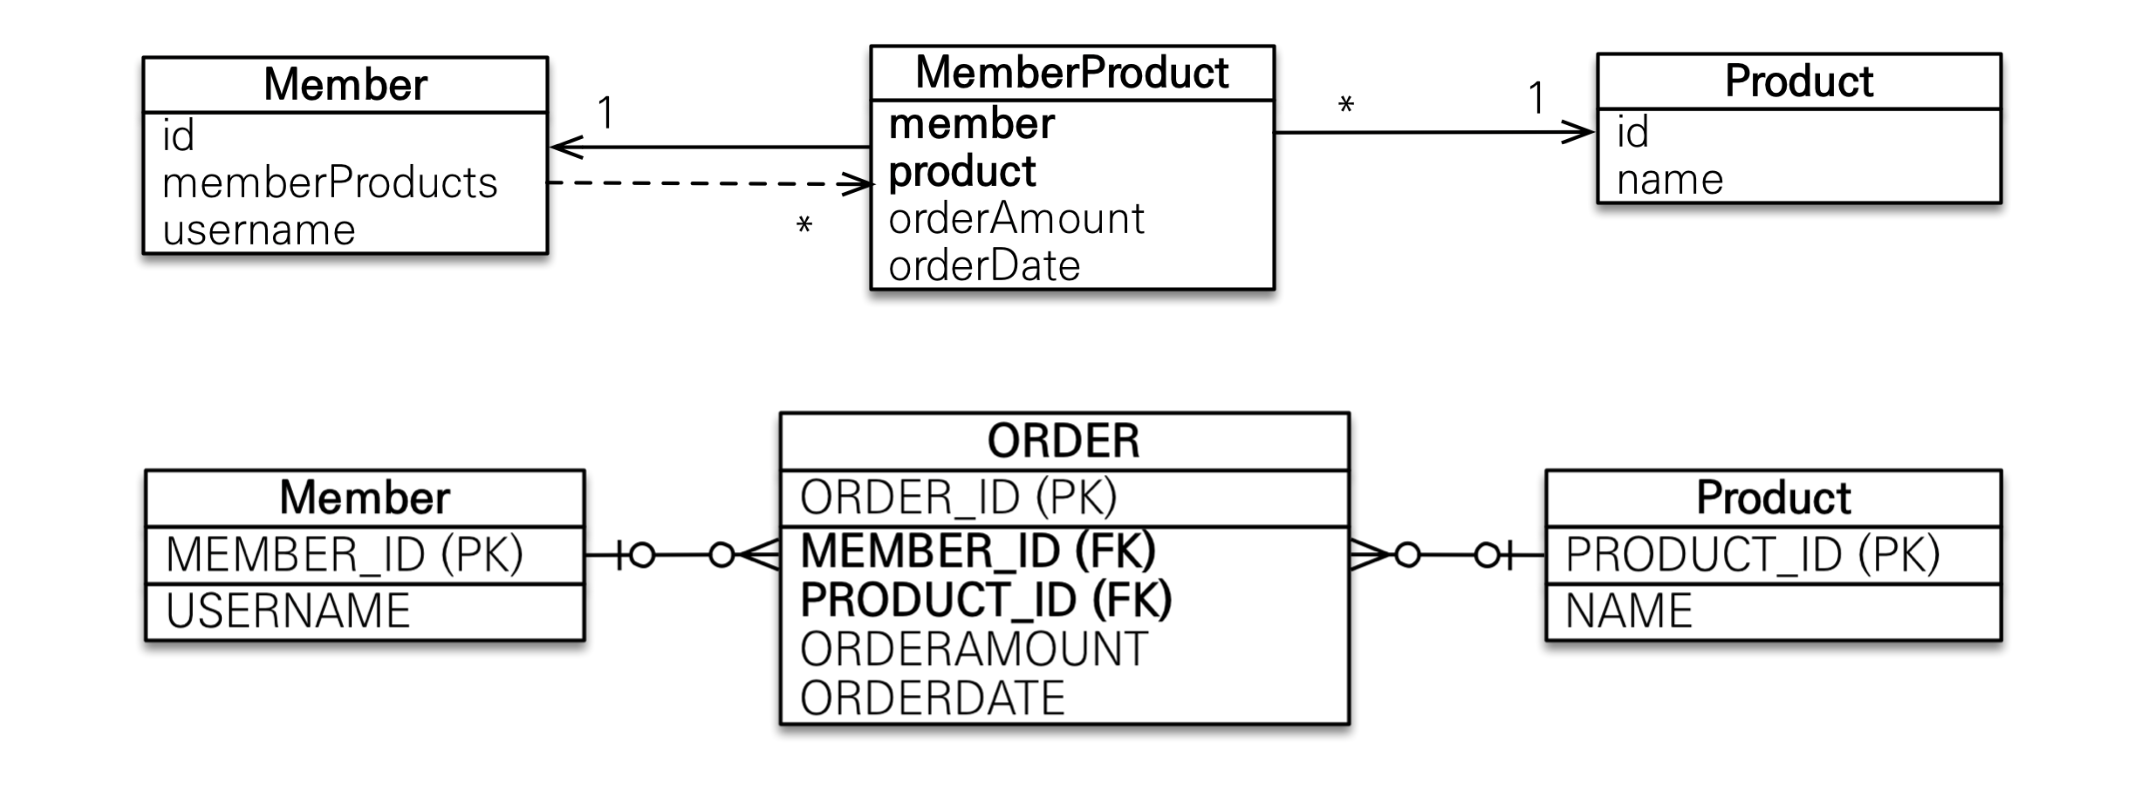 Member
id
memberProducts
username
1
*
MemberProduct
member
product
orderAmount
orderDate
*
1
Product
id
name
Member
MEMBER_ID (PK)
USERNAME
ORDER
ORDER_ID (PK)
MEMBER_ID (FK)
PRODUCT_ID (FK)
ORDERAMOUNT
ORDERDATE
Product
PRODUCT_ID (PK)
NAME